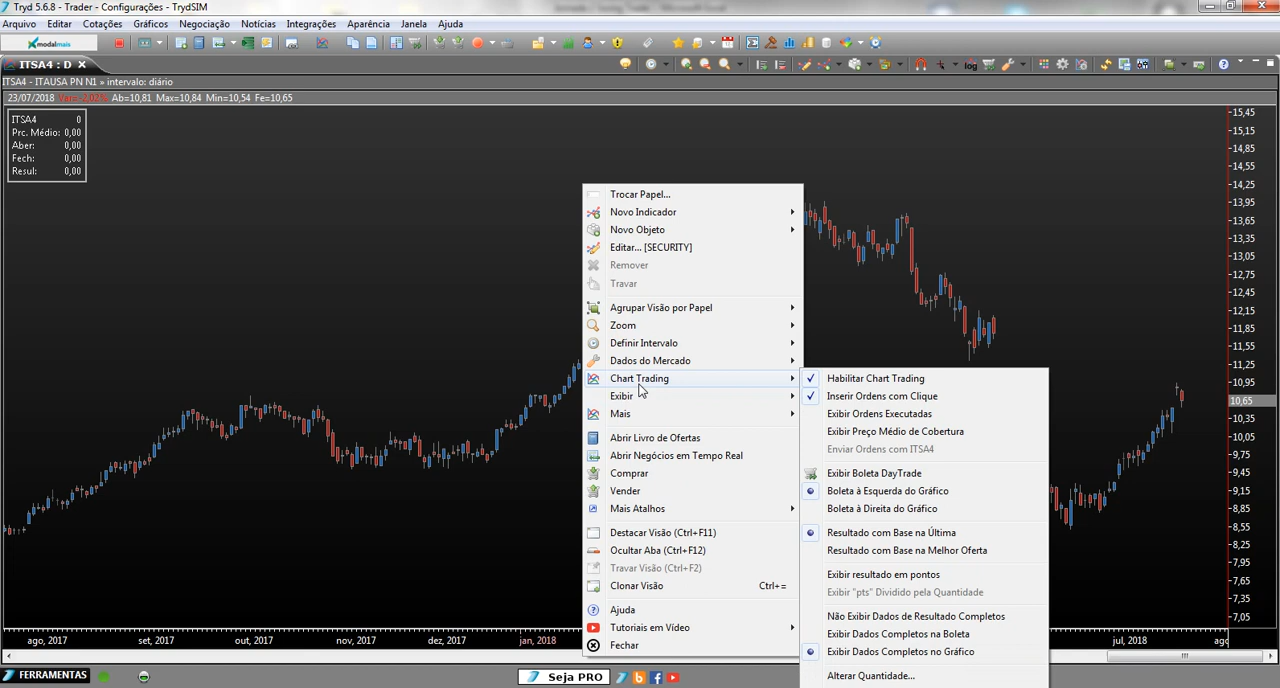 Tryd 5.6.8 - Trader - Configurações - TrydSIM
Arquivo Editar Cotações Gráficos Negociação Notícias Integrações Aparência Janela Ajuda
modalmais
ITSA4 : D
log
ITSA4 - ITAUSA PN N1 » intervalo: diário
23/07/2018 Var=-2,02% Ab=10,81 Max=10,84 Min=10,54 Fe=10,65
ITSA4 0
Prc. Médio: 0,00
Aber: 0,00
Fech: 0,00
Resul: 0,00
Trocar Papel...
Novo Indicador
Novo Objeto
Editar... [SECURITY]
Remover
Travar
Agrupar Visão por Papel
Zoom
Definir Intervalo
Dados do Mercado
Chart Trading
Exibir
Mais
Abrir Livro de Ofertas
Abrir Negócios em Tempo Real
Comprar
Vender
Mais Atalhos
Destacar Visão (Ctrl+F11)
Ocultar Aba (Ctrl+F12)
Travar Visão (Ctrl+F2)
Clonar Visão Ctrl+=
Ajuda
Tutoriais em Vídeo
Fechar
Habilitar Chart Trading
Inserir Ordens com Clique
Exibir Ordens Executadas
Exibir Preço Médio de Cobertura
Enviar Ordens com ITSA4
Exibir Boleta DayTrade
Boleta à Esquerda do Gráfico
Boleta à Direita do Gráfico
Resultado com Base na Última
Resultado com Base na Melhor Oferta
Exibir resultado em pontos
Exibir "pts" Dividido pela Quantidade
Não Exibir Dados de Resultado Completos
Exibir Dados Completos na Boleta
Exibir Dados Completos no Gráfico
Alterar Quantidade...
15,45
15,15
14,85
14,55
14,25
13,95
13,65
13,35
13,05
12,75
12,45
12,15
11,85
11,55
11,25
10,95
10,65
10,35
10,05
9,75
9,45
9,15
8,85
8,55
8,25
7,95
7,65
7,35
7,05
ago, 2017 set, 2017 out, 2017 nov, 2017 dez, 2017 jan, 2018 jul, 2018 ago
FERRAMENTAS Seja PRO